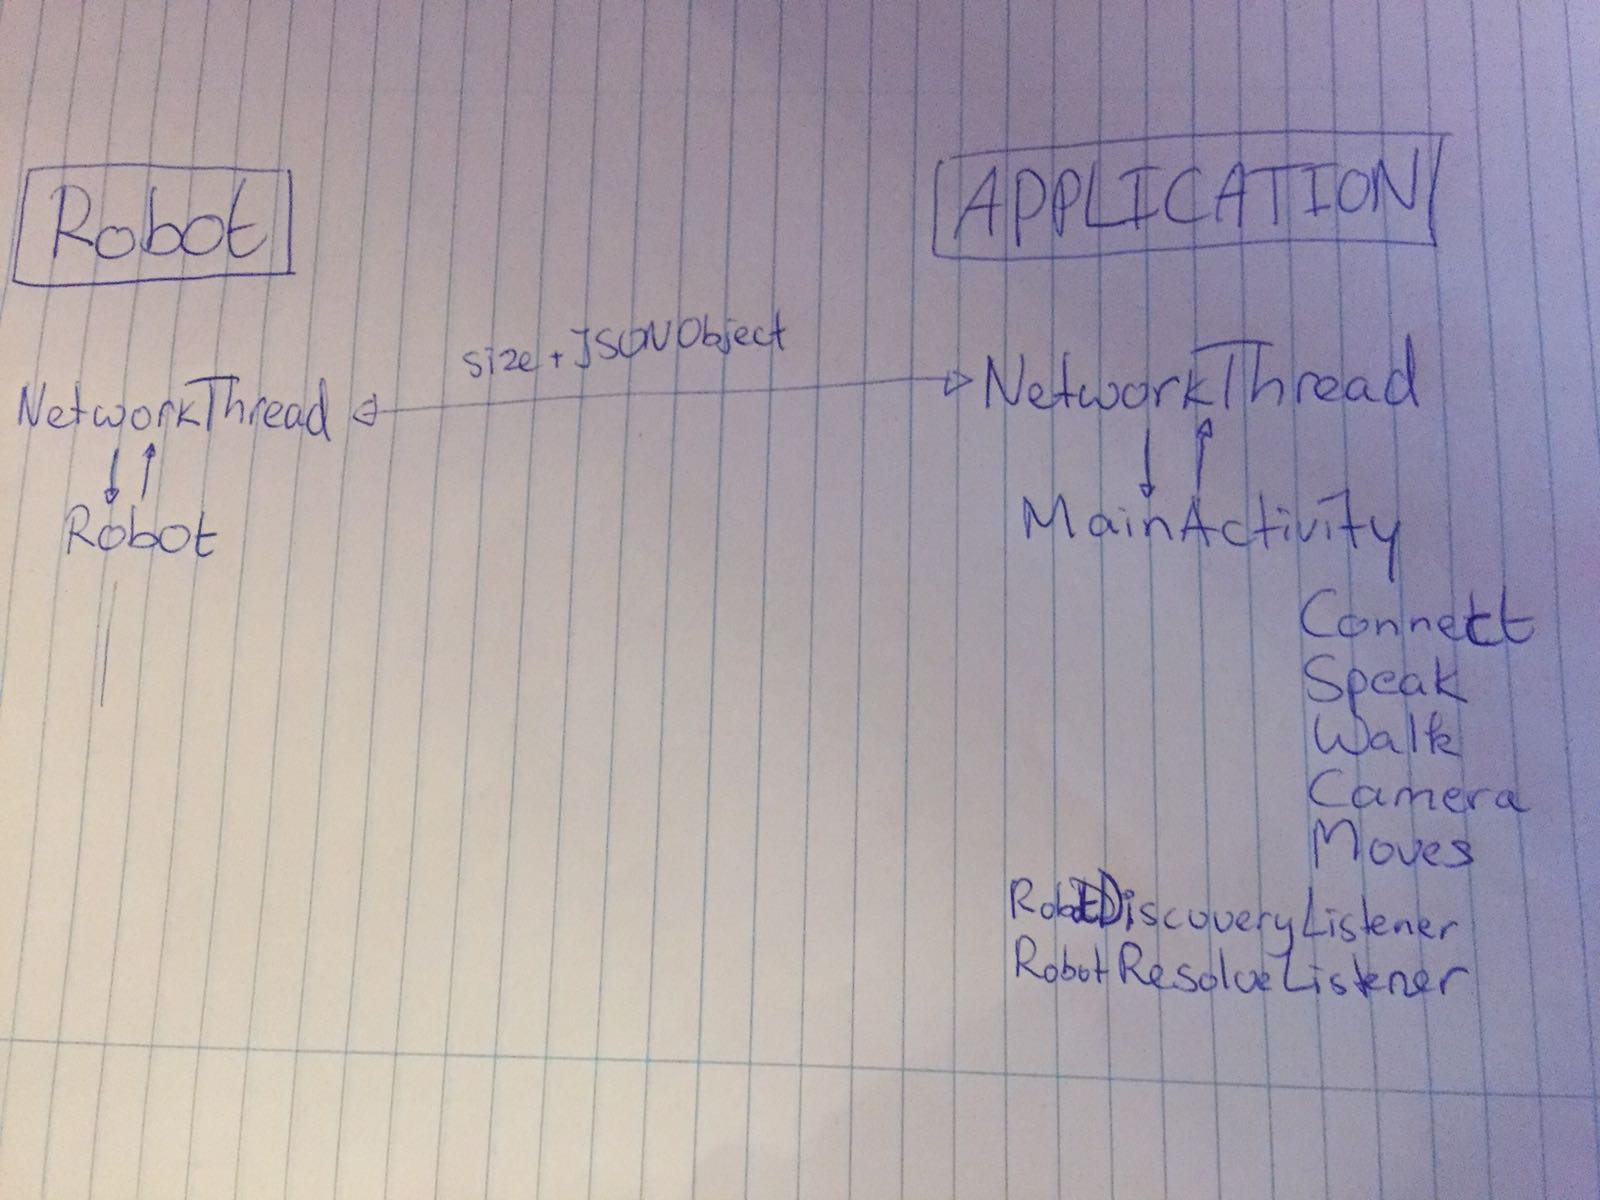 Robot
APPLICATION
size + JSONObject
NetworkThread
NetworkThread
Robot
MainActivity
Connect
Speak
Walk
Camera
Moves
RobotDiscoveryListener
RobotResolveListener